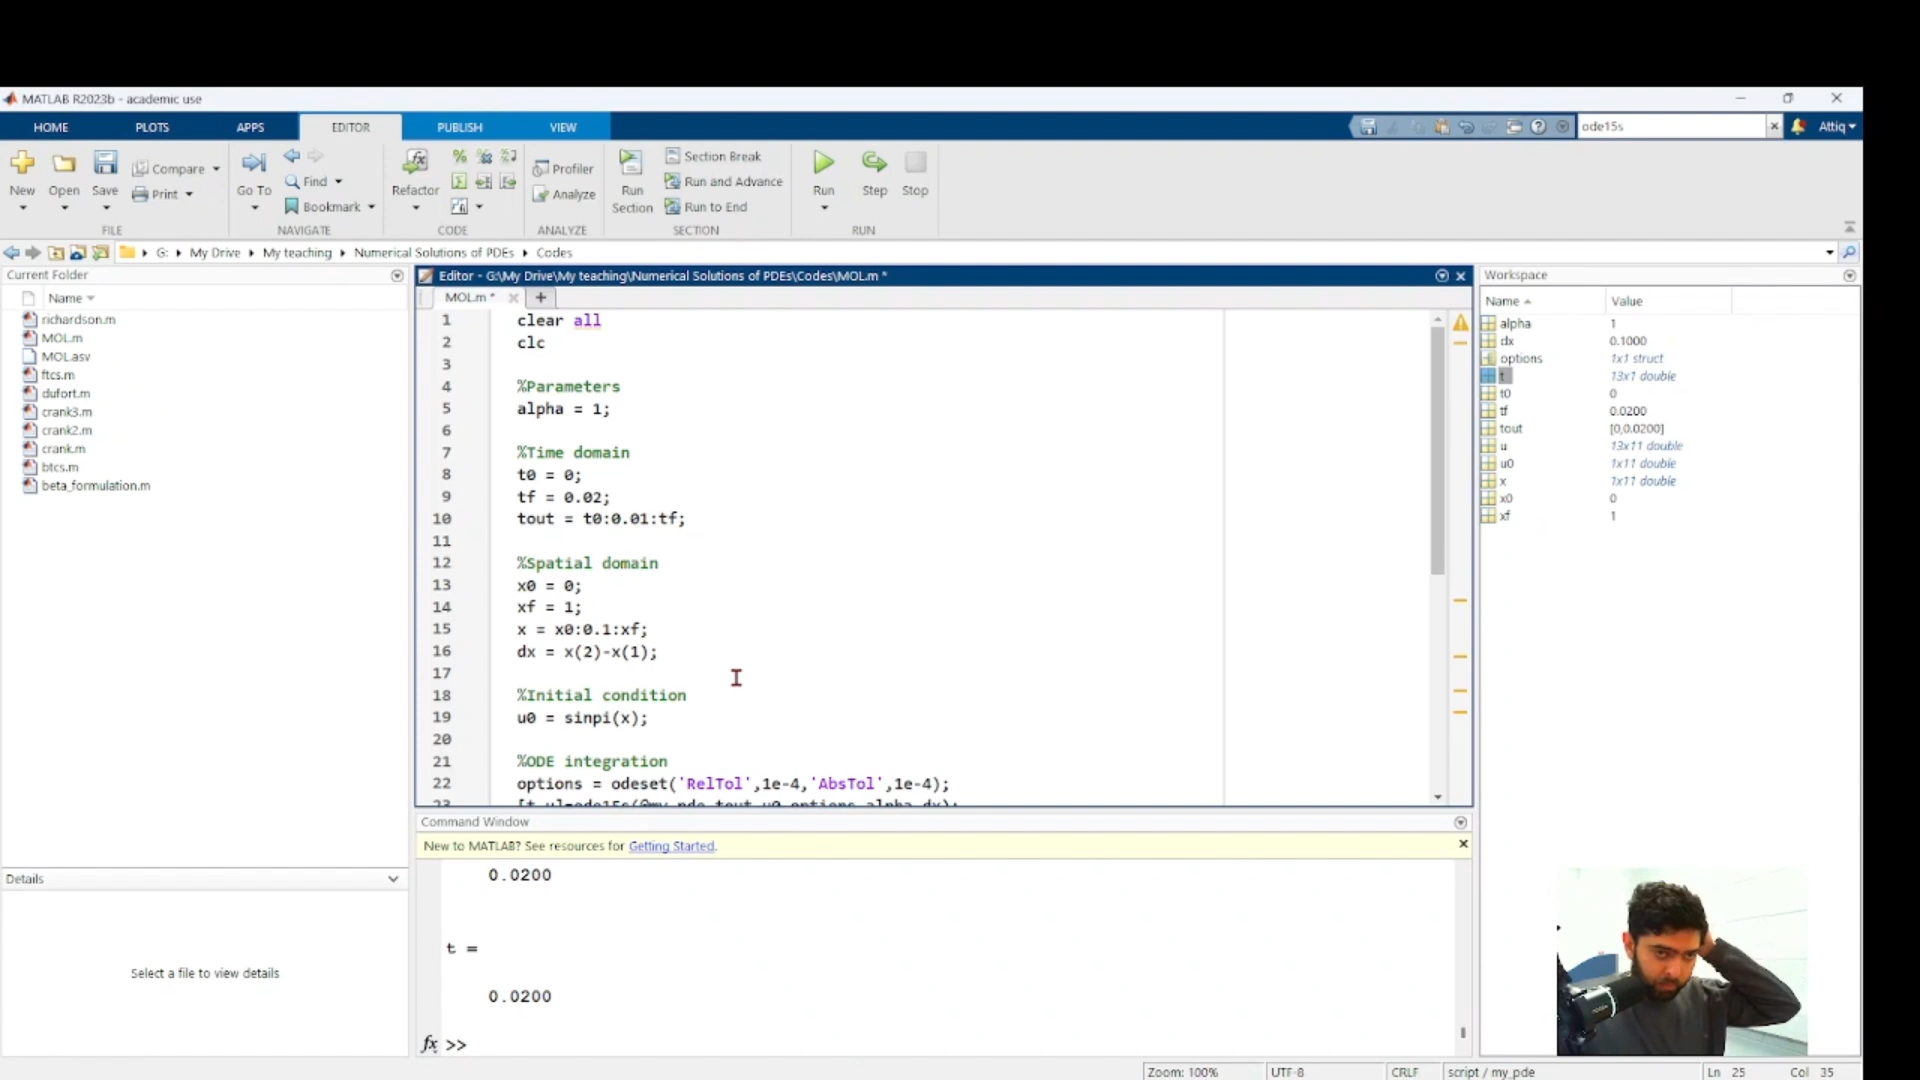 MATLAB R2023b - academic use
HOME PLOTS APPS EDITOR PUBLISH VIEW
ode15s
Attiq
New Open Save Compare Print
Go To Find Bookmark
Refactor
Profiler Analyze
Run Section
Section Break
Run and Advance
Run to End
Run Step Stop
FILE NAVIGATE CODE ANALYZE SECTION RUN
G: My Drive My teaching Numerical Solutions of PDEs Codes
Current Folder
Name
richardson.m
MOL.m
MOL.asv
ftcs.m
dufort.m
crank3.m
crank2.m
crank.m
btcs.m
beta_formulation.m
Details
Select a file to view details
Editor - G:\My Drive\My teaching\Numerical Solutions of PDEs\Codes\MOL.m *
MOL.m *
1 clear all
2 clc
3
4 %Parameters
5 alpha = 1;
6
7 %Time domain
8 t0 = 0;
9 tf = 0.02;
10 tout = t0:0.01:tf;
11
12 %Spatial domain
13 x0 = 0;
14 xf = 1;
15 x = x0:0.1:xf;
16 dx = x(2)-x(1);
17
18 %Initial condition
19 u0 = sinpi(x);
20
21 %ODE integration
22 options = odeset('RelTol',1e-4,'AbsTol',1e-4);
23 [t,u]=ode15s(@my_pde,tout,u0,options,alpha,dx);
Command Window
New to MATLAB? See resources for Getting Started.
0.0200
t =
0.0200
fx >>
Workspace
Name Value
alpha 1
dx 0.1000
options 1x1 struct
t 13x1 double
t0 0
tf 0.0200
tout [0,0.0200]
u 13x11 double
u0 1x11 double
x 1x11 double
x0 0
xf 1
Zoom: 100% UTF-8 CRLF script / my_pde Ln 25 Col 35